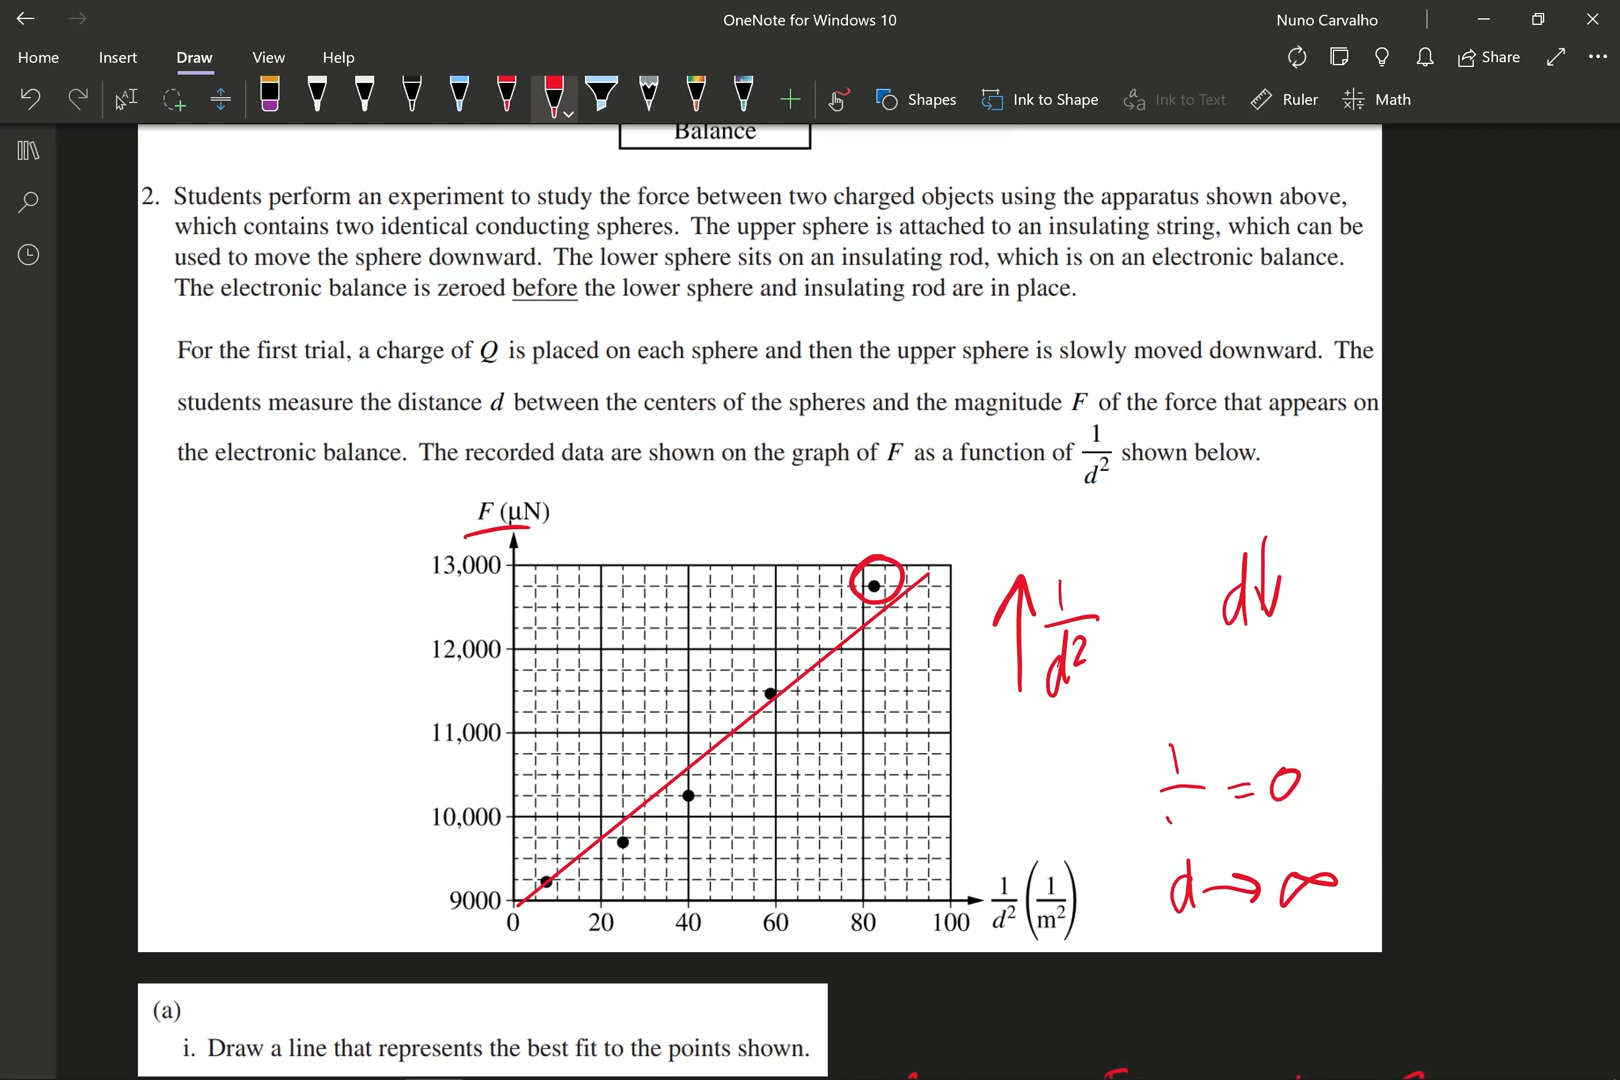 OneNote for Windows 10
Nuno Carvalho
Home Insert Draw View Help
Share
Shapes Ink to Shape Ink to Text Ruler Math
Balance
2. Students perform an experiment to study the force between two charged objects using the apparatus shown above,
which contains two identical conducting spheres. The upper sphere is attached to an insulating string, which can be
used to move the sphere downward. The lower sphere sits on an insulating rod, which is on an electronic balance.
The electronic balance is zeroed before the lower sphere and insulating rod are in place.
For the first trial, a charge of Q is placed on each sphere and then the upper sphere is slowly moved downward. The
students measure the distance d between the centers of the spheres and the magnitude F of the force that appears on
the electronic balance. The recorded data are shown on the graph of F as a function of 1/d² shown below.
F (µN)
13,000
12,000
11,000
10,000
9000
0 20 40 60 80 100
1/d² (1/m²)
↑ 1/d²
d↓
1/ = 0
d → ∞
(a)
i. Draw a line that represents the best fit to the points shown.